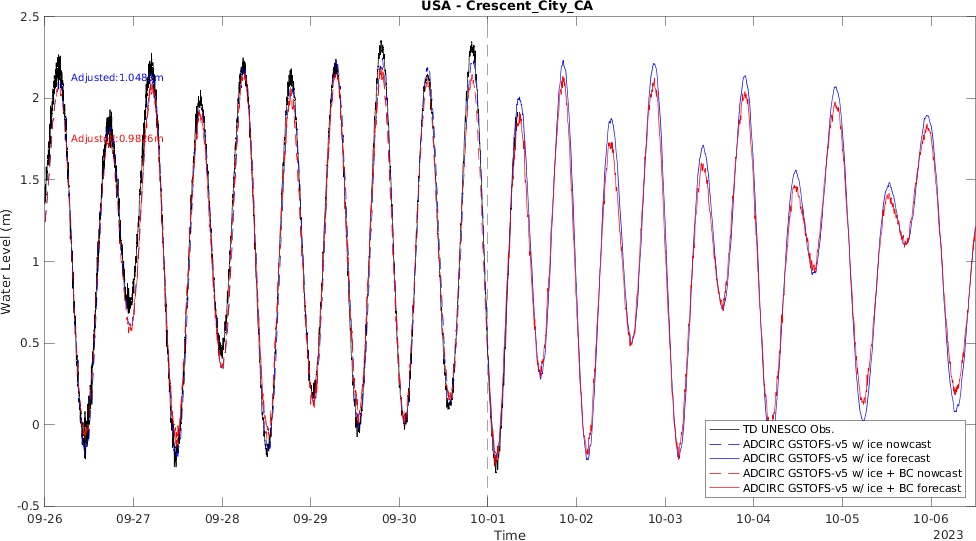 USA - Crescent_City_CA
2.5
2
1.5
1
0.5
0
-0.5
Water Level (m)
Adjusted:1.048 m
Adjusted:0.9826m
TD UNESCO Obs.
ADCIRC GSTOFS-v5 w/ ice nowcast
ADCIRC GSTOFS-v5 w/ ice forecast
ADCIRC GSTOFS-v5 w/ ice + BC nowcast
ADCIRC GSTOFS-v5 w/ ice + BC forecast
09-26 09-27 09-28 09-29 09-30 10-01 10-02 10-03 10-04 10-05 10-06
Time
2023